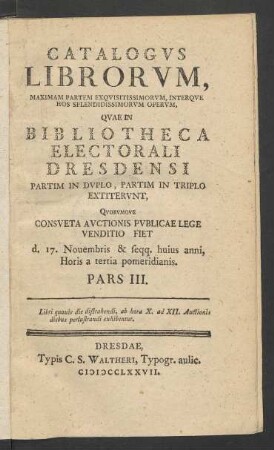 CATALOGVS
LIBRORVM,
MAXIMAM PARTEM EXQVISITISSIMORVM, INTERQVE
HOS SPLENDIDISSIMORVM OPERVM,
QVAE IN
BIBLIOTHECA
ELECTORALI
DRESDENSI
PARTIM IN DVPLO, PARTIM IN TRIPLO
EXTITERVNT,
QVORVMQVE
CONSVETA AVCTIONIS PVBLICAE LEGE
VENDITIO FIET
d. 17. Nouembris & seqq. huius anni,
Horis a tertia pomeridianis.
PARS III.
Libri quouis die distrahendi, ab hora X. ad XII. Auctionis
diebus perlustrandi exhibentur.
DRESDAE,
Typis C. S. WALTHERI, Typogr. aulic.
CIↃIↃCCLXXVII.